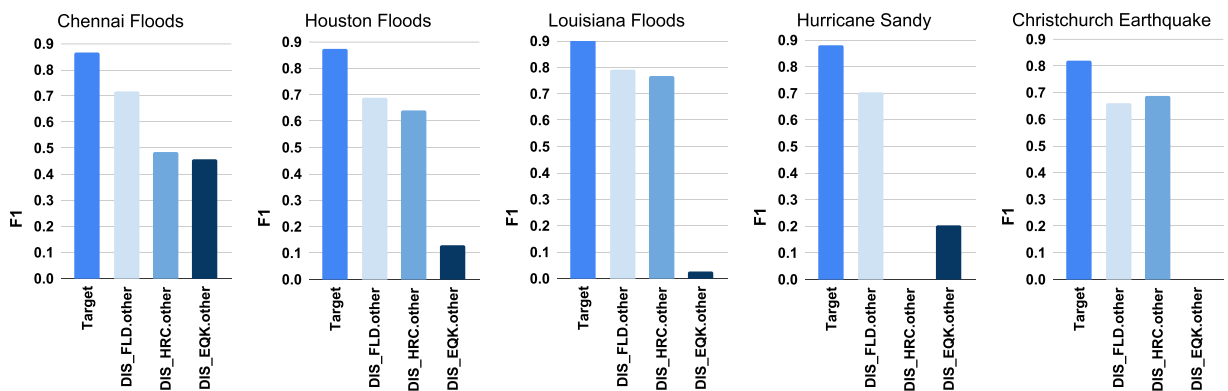 Chennai Floods
0.9
0.8
0.7
0.6
0.5
0.4
0.3
0.2
0.1
0.0
F1
Target
DIS_FLD.other
DIS_HRC.other
DIS_EQK.other
Houston Floods
0.9
0.8
0.7
0.6
0.5
0.4
0.3
0.2
0.1
0.0
F1
Target
DIS_FLD.other
DIS_HRC.other
DIS_EQK.other
Louisiana Floods
0.9
0.8
0.7
0.6
0.5
0.4
0.3
0.2
0.1
0.0
F1
Target
DIS_FLD.other
DIS_HRC.other
DIS_EQK.other
Hurricane Sandy
0.9
0.8
0.7
0.6
0.5
0.4
0.3
0.2
0.1
0.0
F1
Target
DIS_FLD.other
DIS_HRC.other
DIS_EQK.other
Christchurch Earthquake
0.9
0.8
0.7
0.6
0.5
0.4
0.3
0.2
0.1
0.0
F1
Target
DIS_FLD.other
DIS_HRC.other
DIS_EQK.other